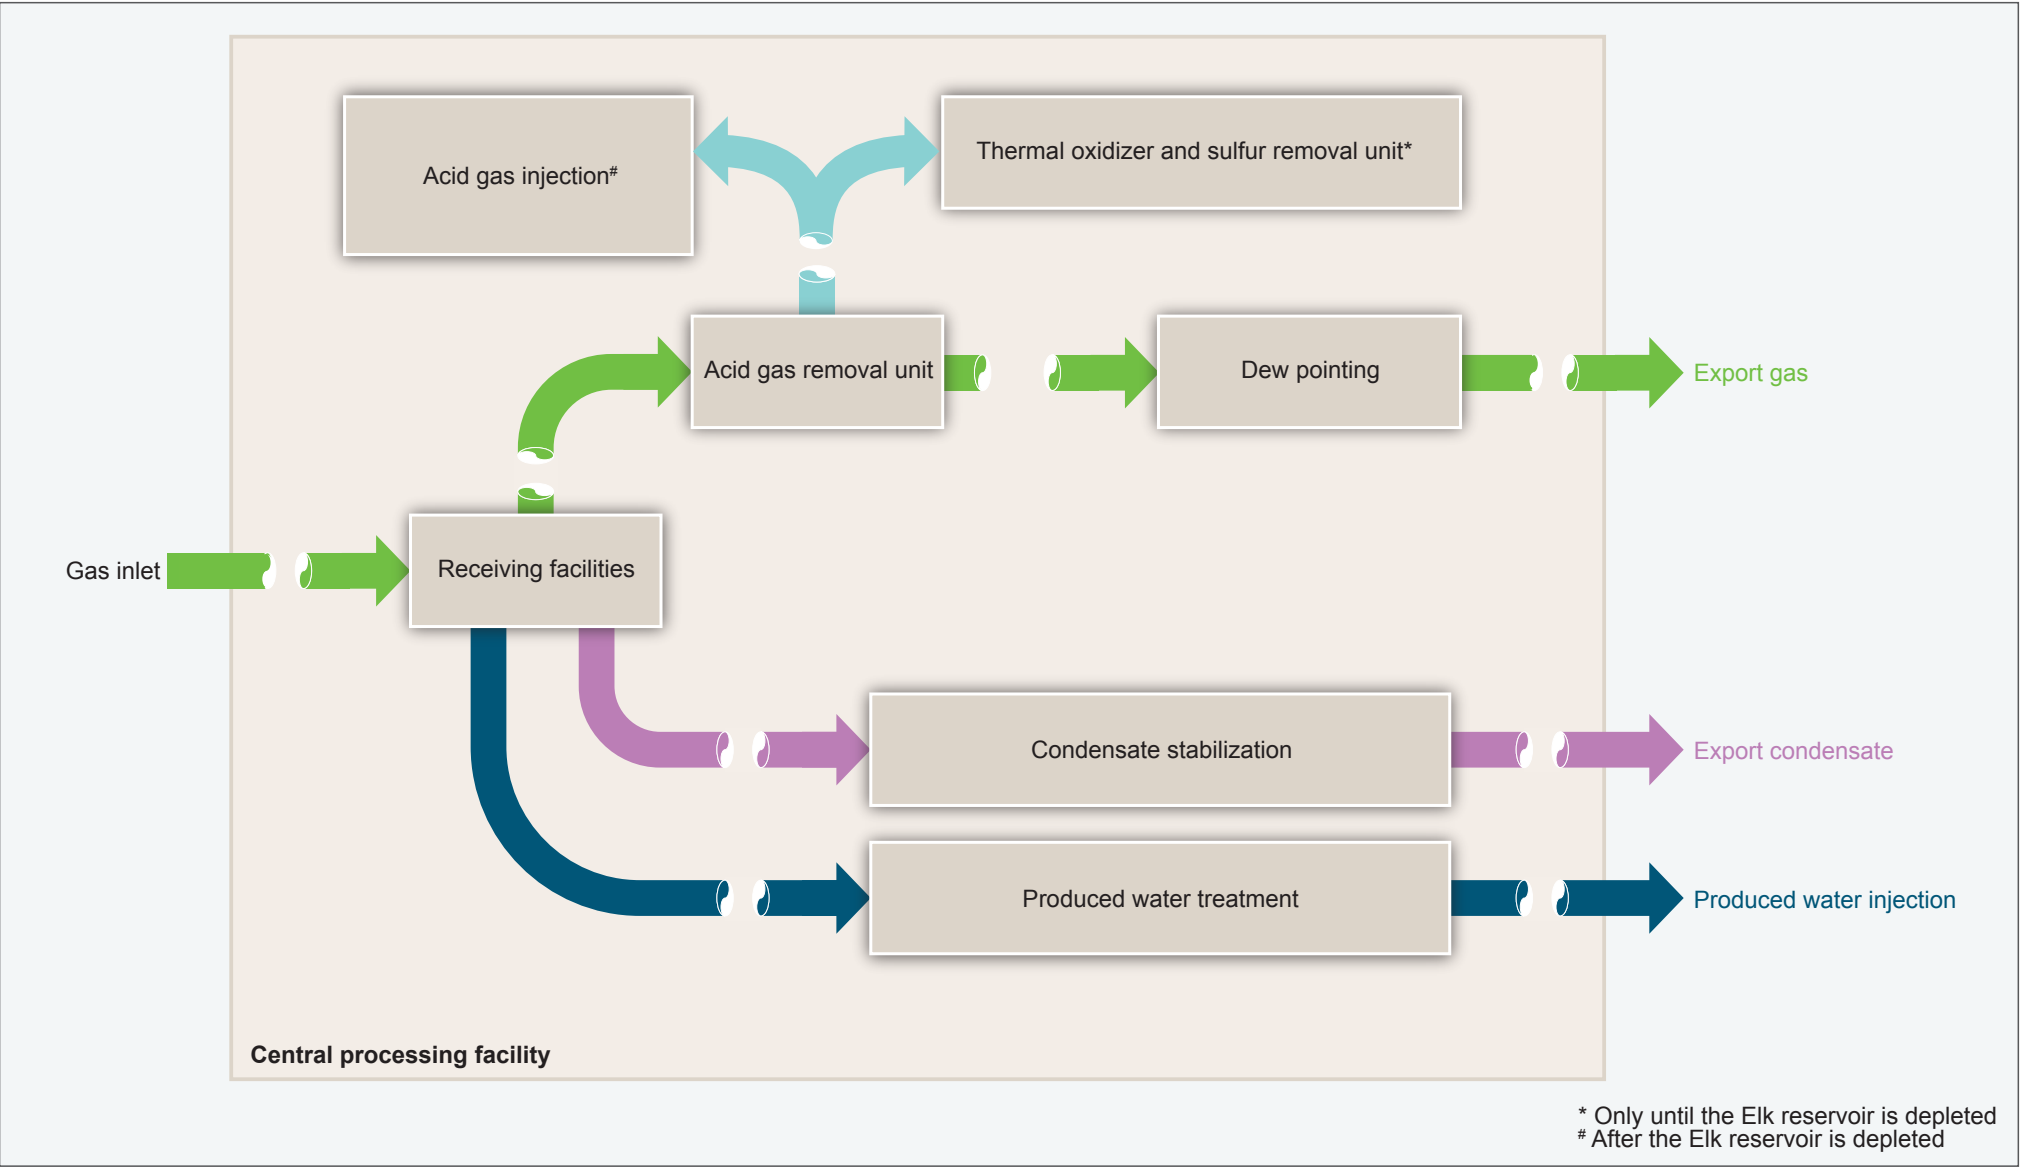 Acid gas injection#
Thermal oxidizer and sulfur removal unit*
Acid gas removal unit
Dew pointing
Export gas
Gas inlet
Receiving facilities
Condensate stabilization
Export condensate
Produced water treatment
Produced water injection
Central processing facility
* Only until the Elk reservoir is depleted
# After the Elk reservoir is depleted